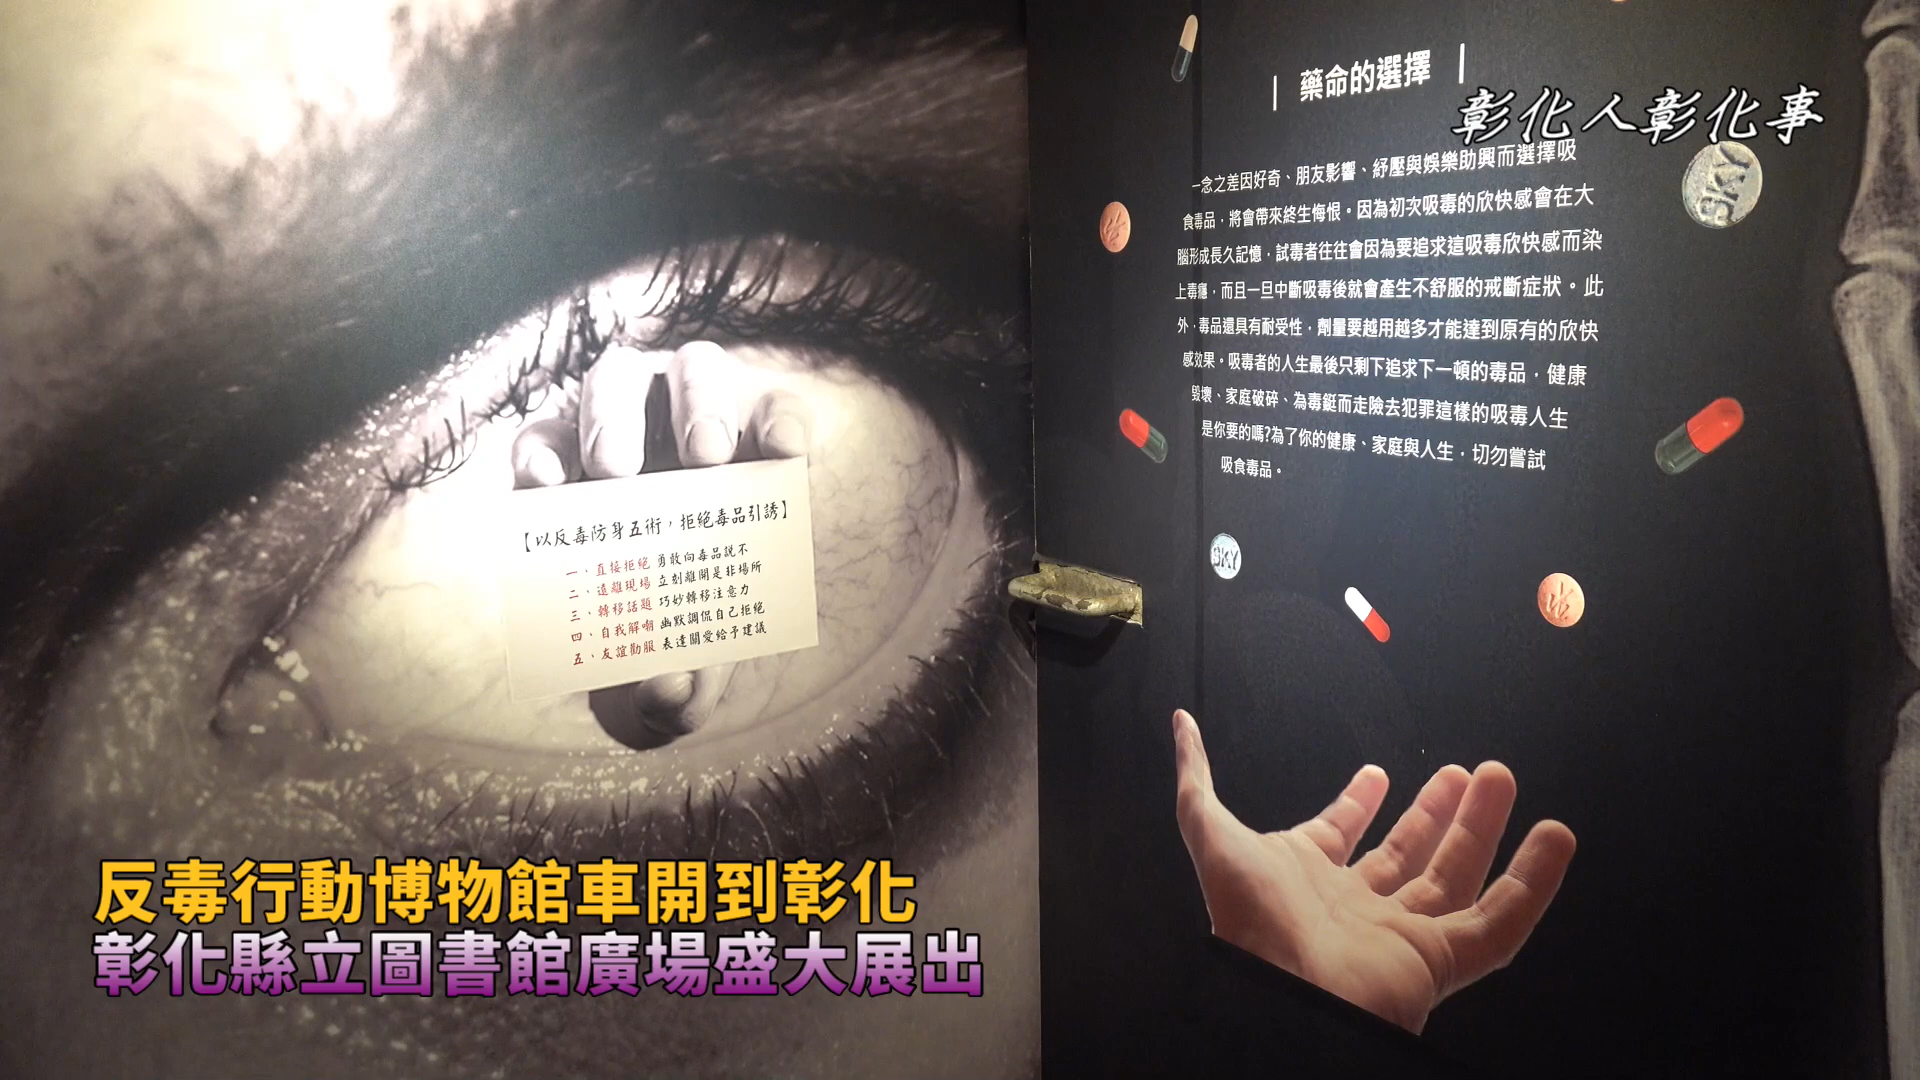 【以反毒防身五術，拒絕毒品引誘】
一、直接拒絕 勇敢向毒品說不
二、遠離現場 立刻離開是非場所
三、轉移話題 巧妙轉移注意力
四、自我解嘲 幽默調侃自己拒絕
五、友誼勸服 表達關愛給予建議
| 藥命的選擇 |
彰化人彰化事
一念之差因好奇、朋友影響、紓壓與娛樂助興而選擇吸
食毒品，將會帶來終生悔恨。因為初次吸毒的欣快感會在大
腦形成長久記憶，試毒者往往會因為要追求這吸毒欣快感而染
上毒癮，而且一旦中斷吸毒後就會產生不舒服的戒斷症狀。此
外，毒品還具有耐受性，劑量要越用越多才能達到原有的欣快
感效果。吸毒者的人生最後只剩下追求下一頓的毒品，健康
毀壞、家庭破碎、為毒鋌而走險去犯罪這樣的吸毒人生
是你要的嗎?為了你的健康、家庭與人生，切勿嘗試
吸食毒品。
SKY
SKY
反毒行動博物館車開到彰化
彰化縣立圖書館廣場盛大展出